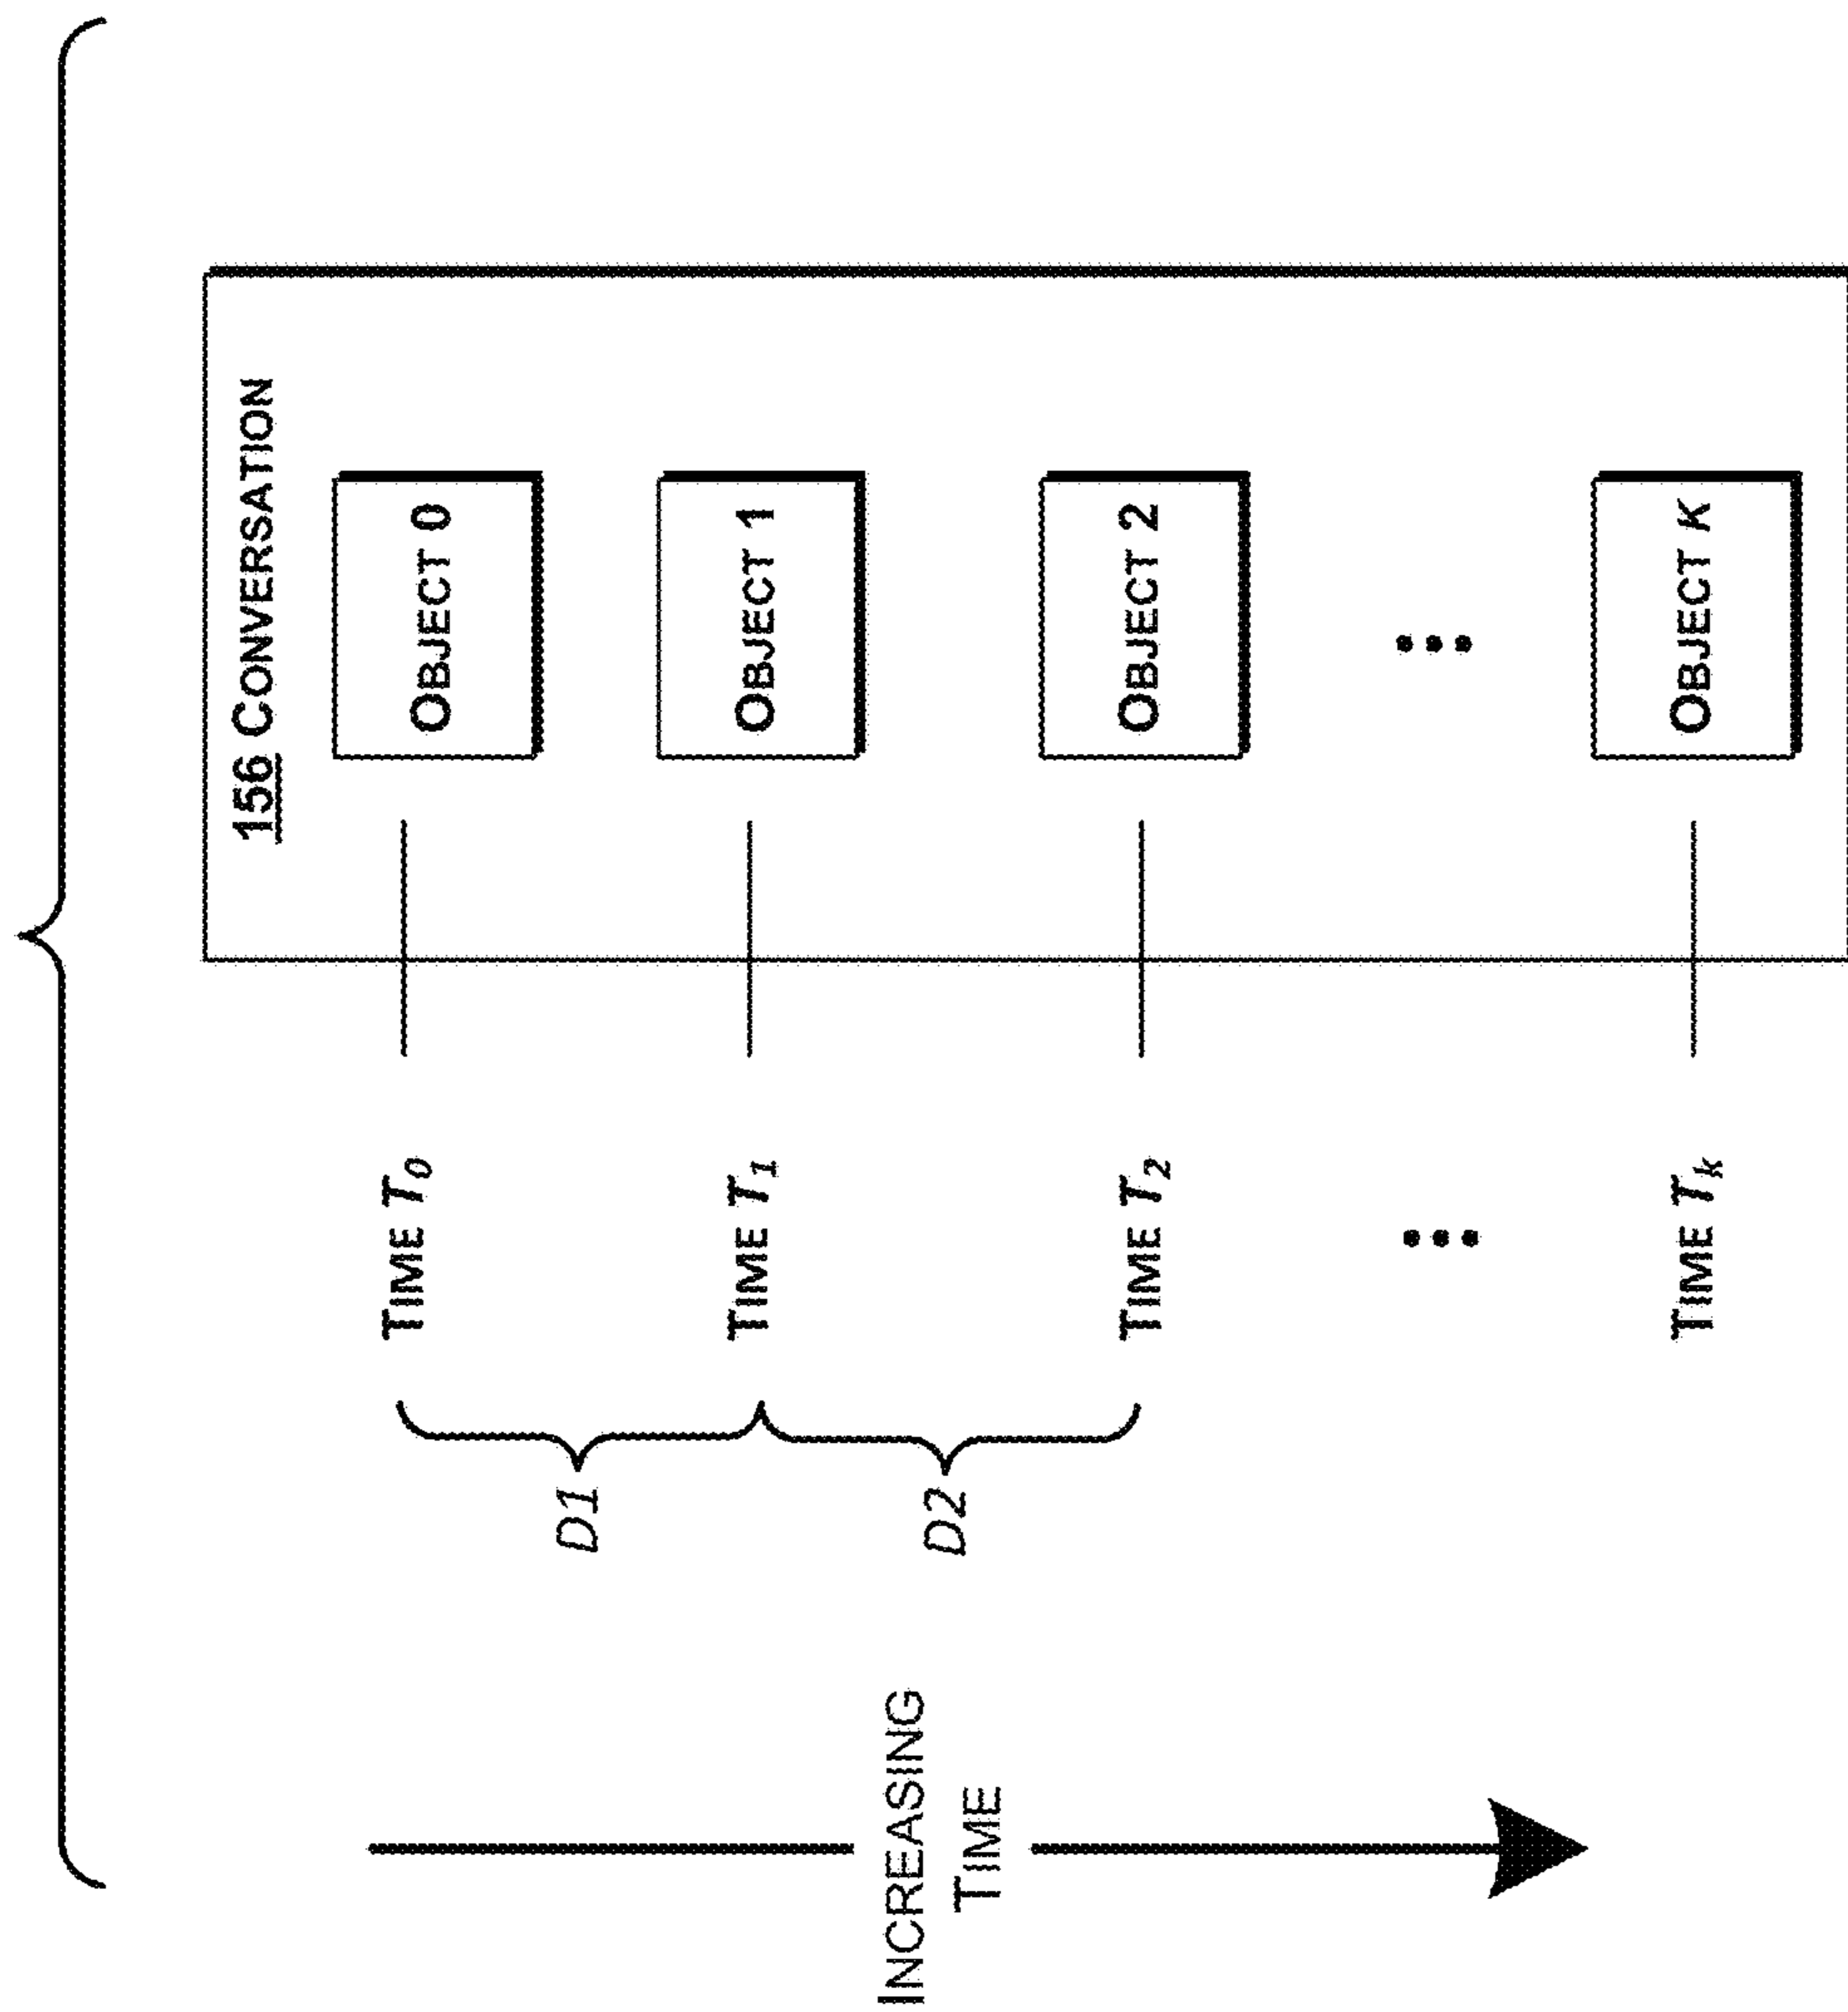 156 CONVERSATION
TIME T0
OBJECT 0
D1
TIME T1
OBJECT 1
D2
TIME T2
OBJECT 2
...
...
TIME Tk
OBJECT K
INCREASING
TIME